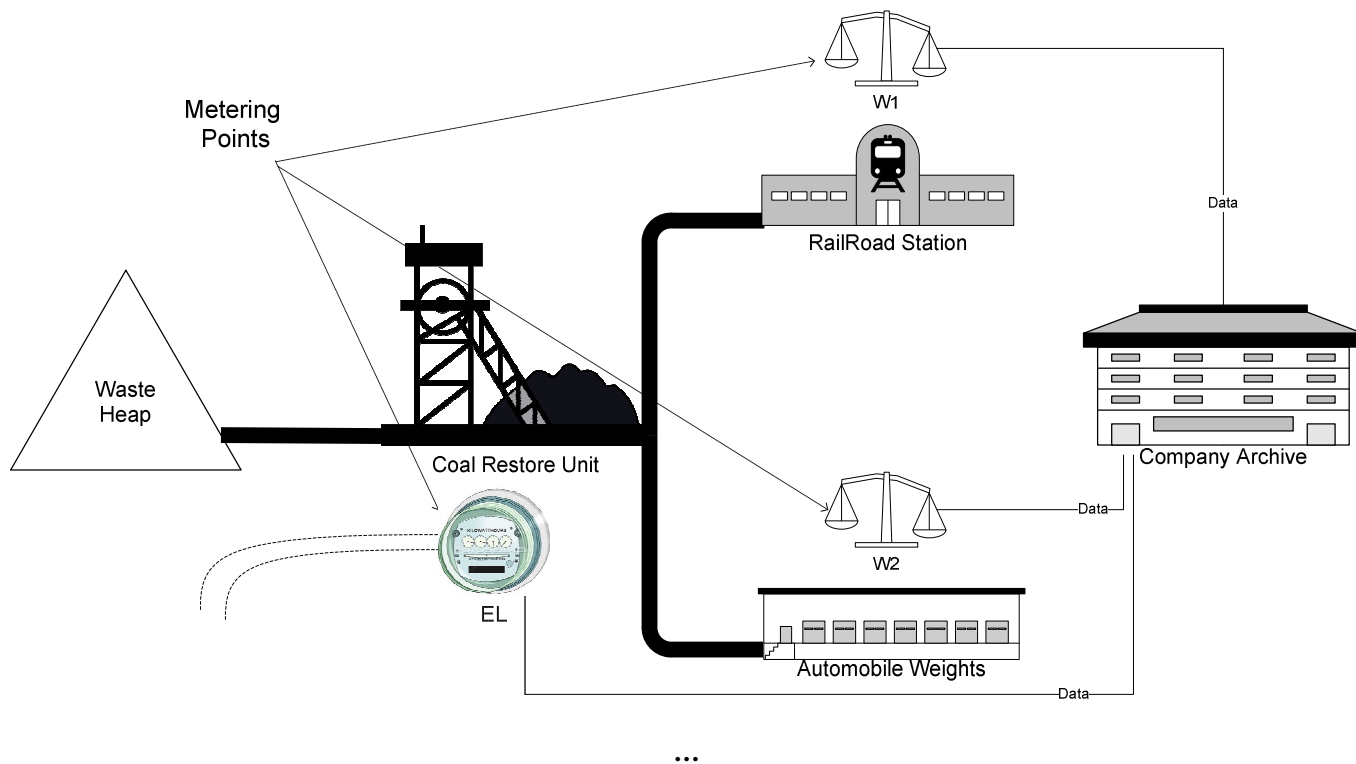 W1
Metering
Points
Data
RailRoad Station
Waste
Heap
Coal Restore Unit
Company Archive
KILOWATTHOURS
Data
W2
EL
Automobile Weights
Data
...